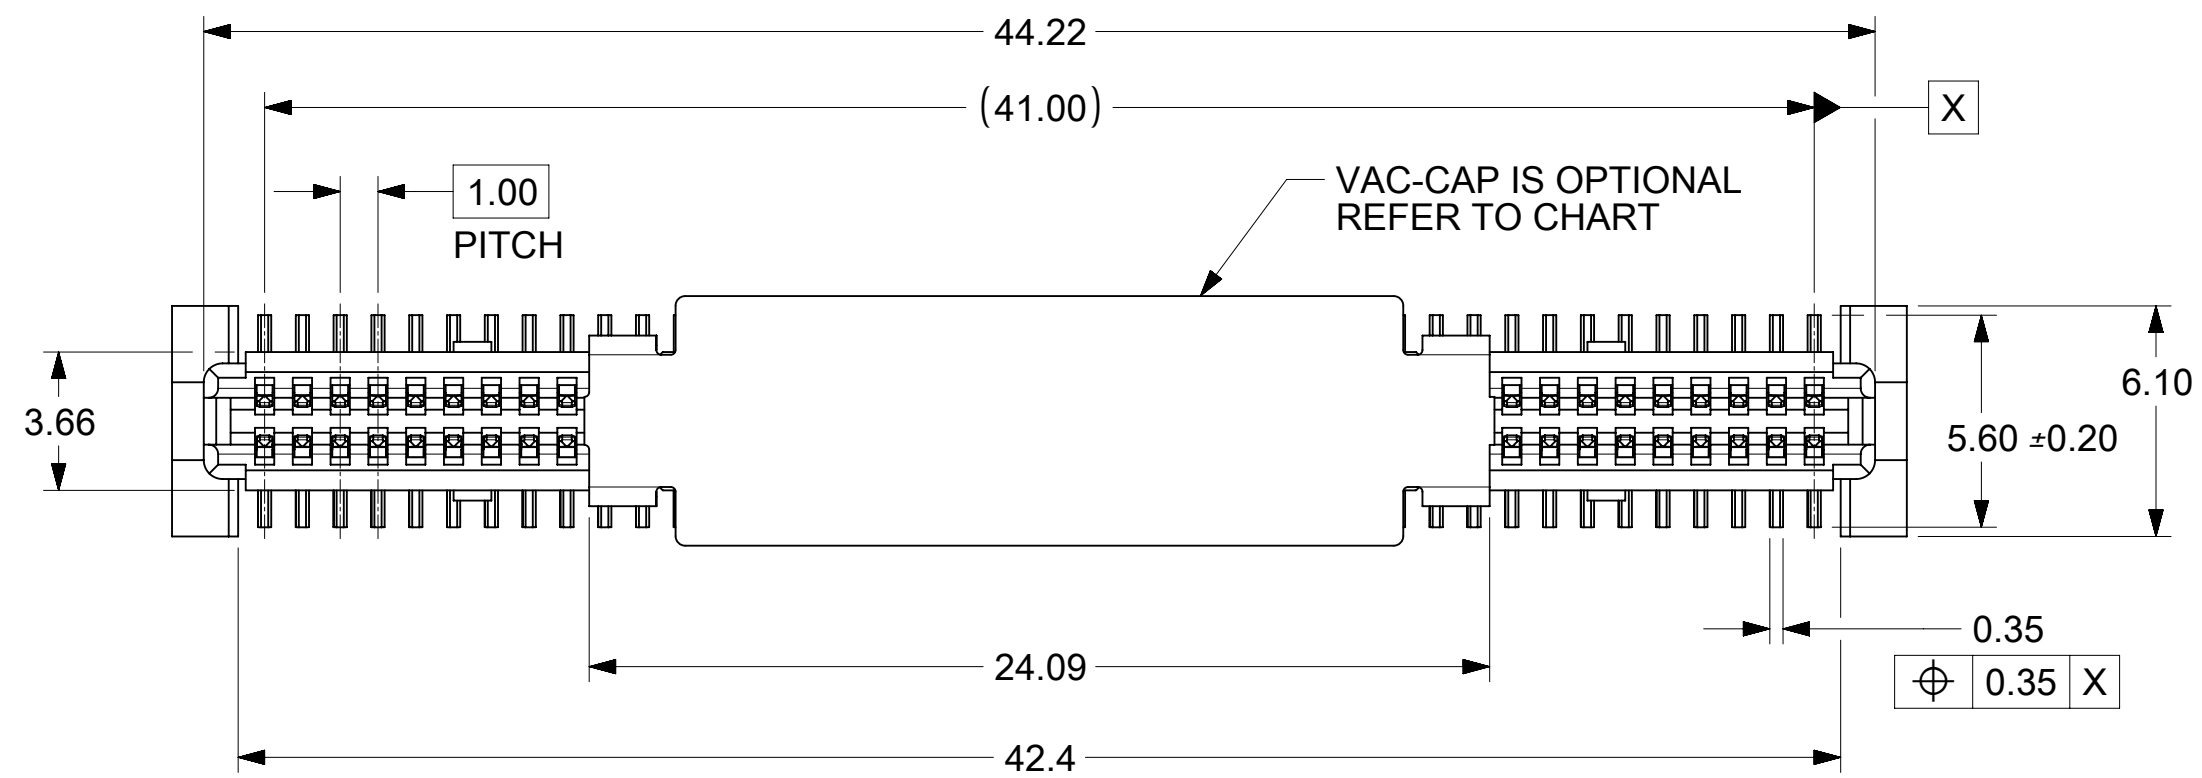 44.22
(41.00)
X
1.00
PITCH
VAC-CAP IS OPTIONAL
REFER TO CHART
3.66
6.10
5.60 ±0.20
0.35
⌖ 0.35 X
24.09
42.4